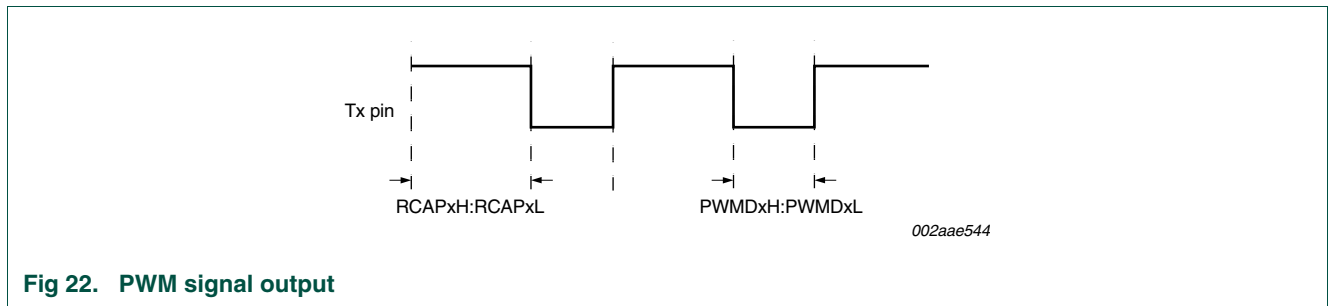 Tx pin
RCAPxH:RCAPxL
PWMDxH:PWMDxL
002aae544
Fig 22. PWM signal output